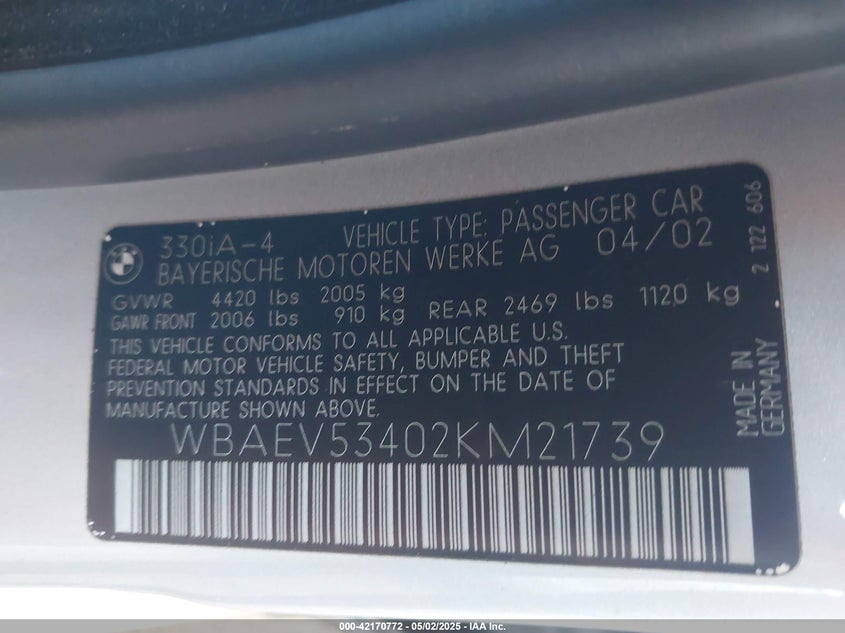 330iA-4 VEHICLE TYPE: PASSENGER CAR
BAYERISCHE MOTOREN WERKE AG 04/02
GVWR 4420 lbs 2005 kg
GAWR FRONT 2006 lbs 910 kg REAR 2469 lbs 1120 kg
THIS VEHICLE CONFORMS TO ALL APPLICABLE U.S.
FEDERAL MOTOR VEHICLE SAFETY, BUMPER AND THEFT
PREVENTION STANDARDS IN EFFECT ON THE DATE OF
MANUFACTURE SHOWN ABOVE.
WBAEV53402KM21739
2 122 606
MADE IN
GERMANY
000-42170772 - 05/02/2025 - IAA Inc.